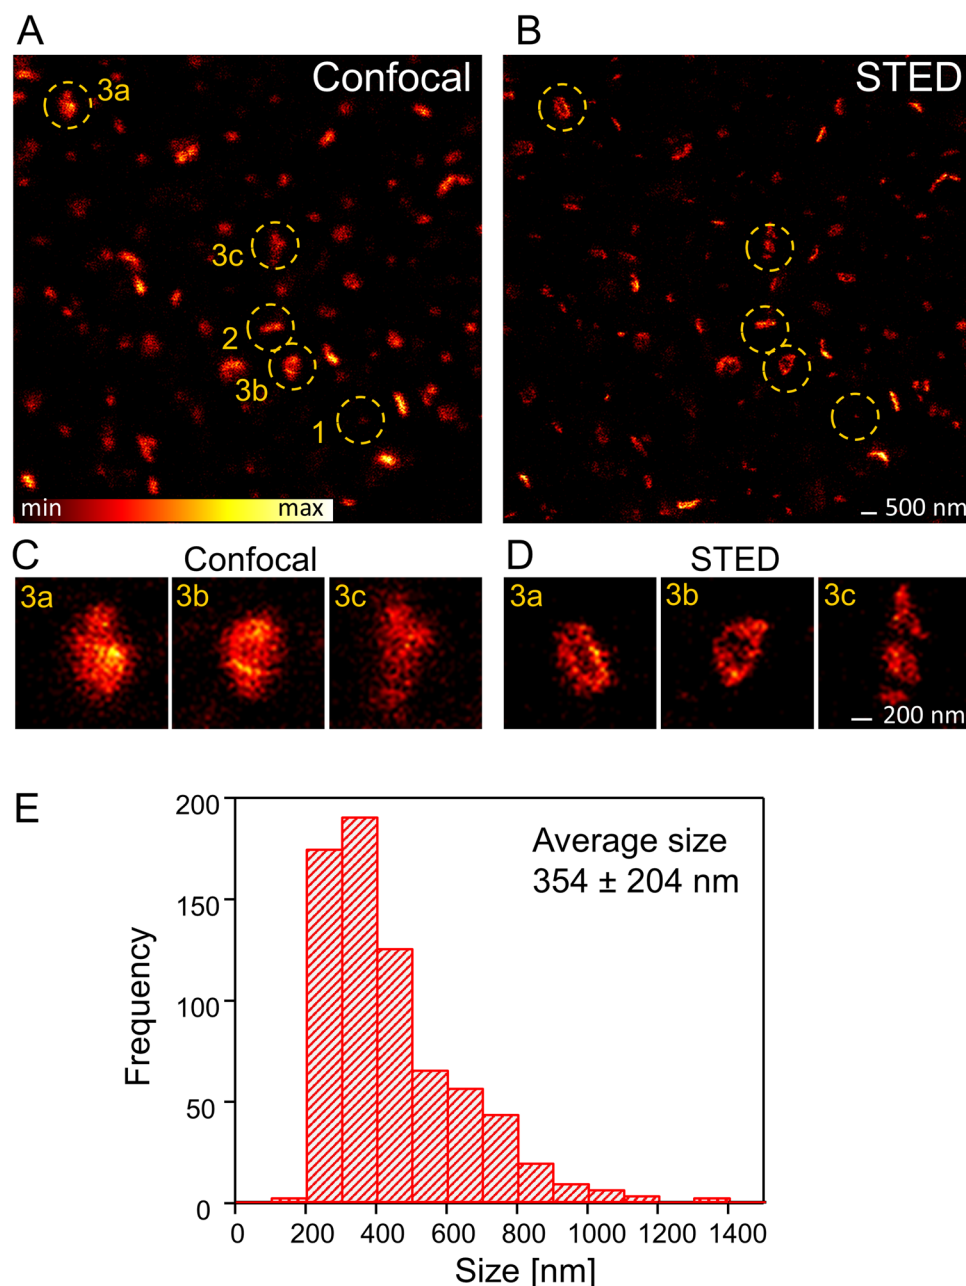 A
B
Confocal
STED
3a
3c
2
3b
1
min
max
500 nm
C
Confocal
D
STED
3a
3b
3c
3a
3b
3c
200 nm
E
Average size
354 ± 204 nm
Frequency
200
150
100
50
0
0 200 400 600 800 1000 1200 1400
Size [nm]